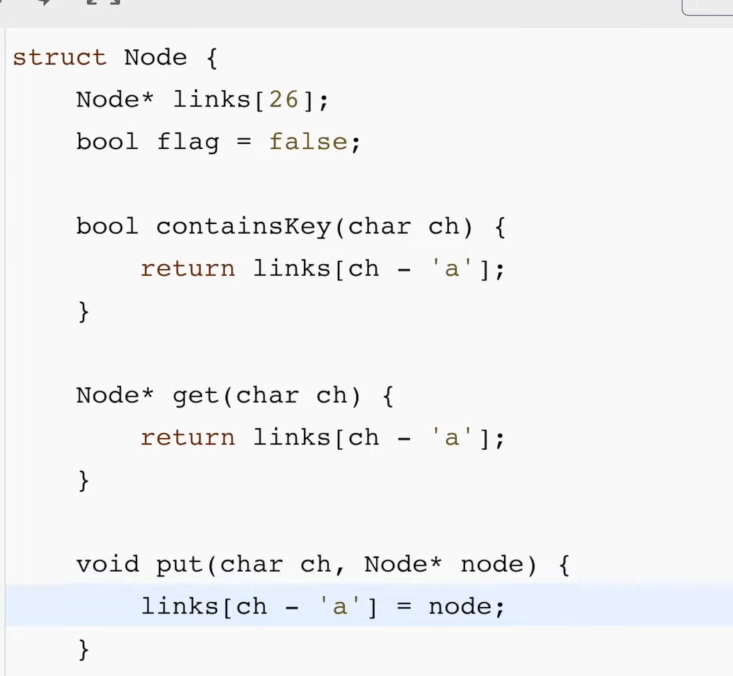 struct Node {
    Node* links[26];
    bool flag = false;
    bool containsKey(char ch) {
        return links[ch - 'a'];
    }
    Node* get(char ch) {
        return links[ch - 'a'];
    }
    void put(char ch, Node* node) {
        links[ch - 'a'] = node;
    }